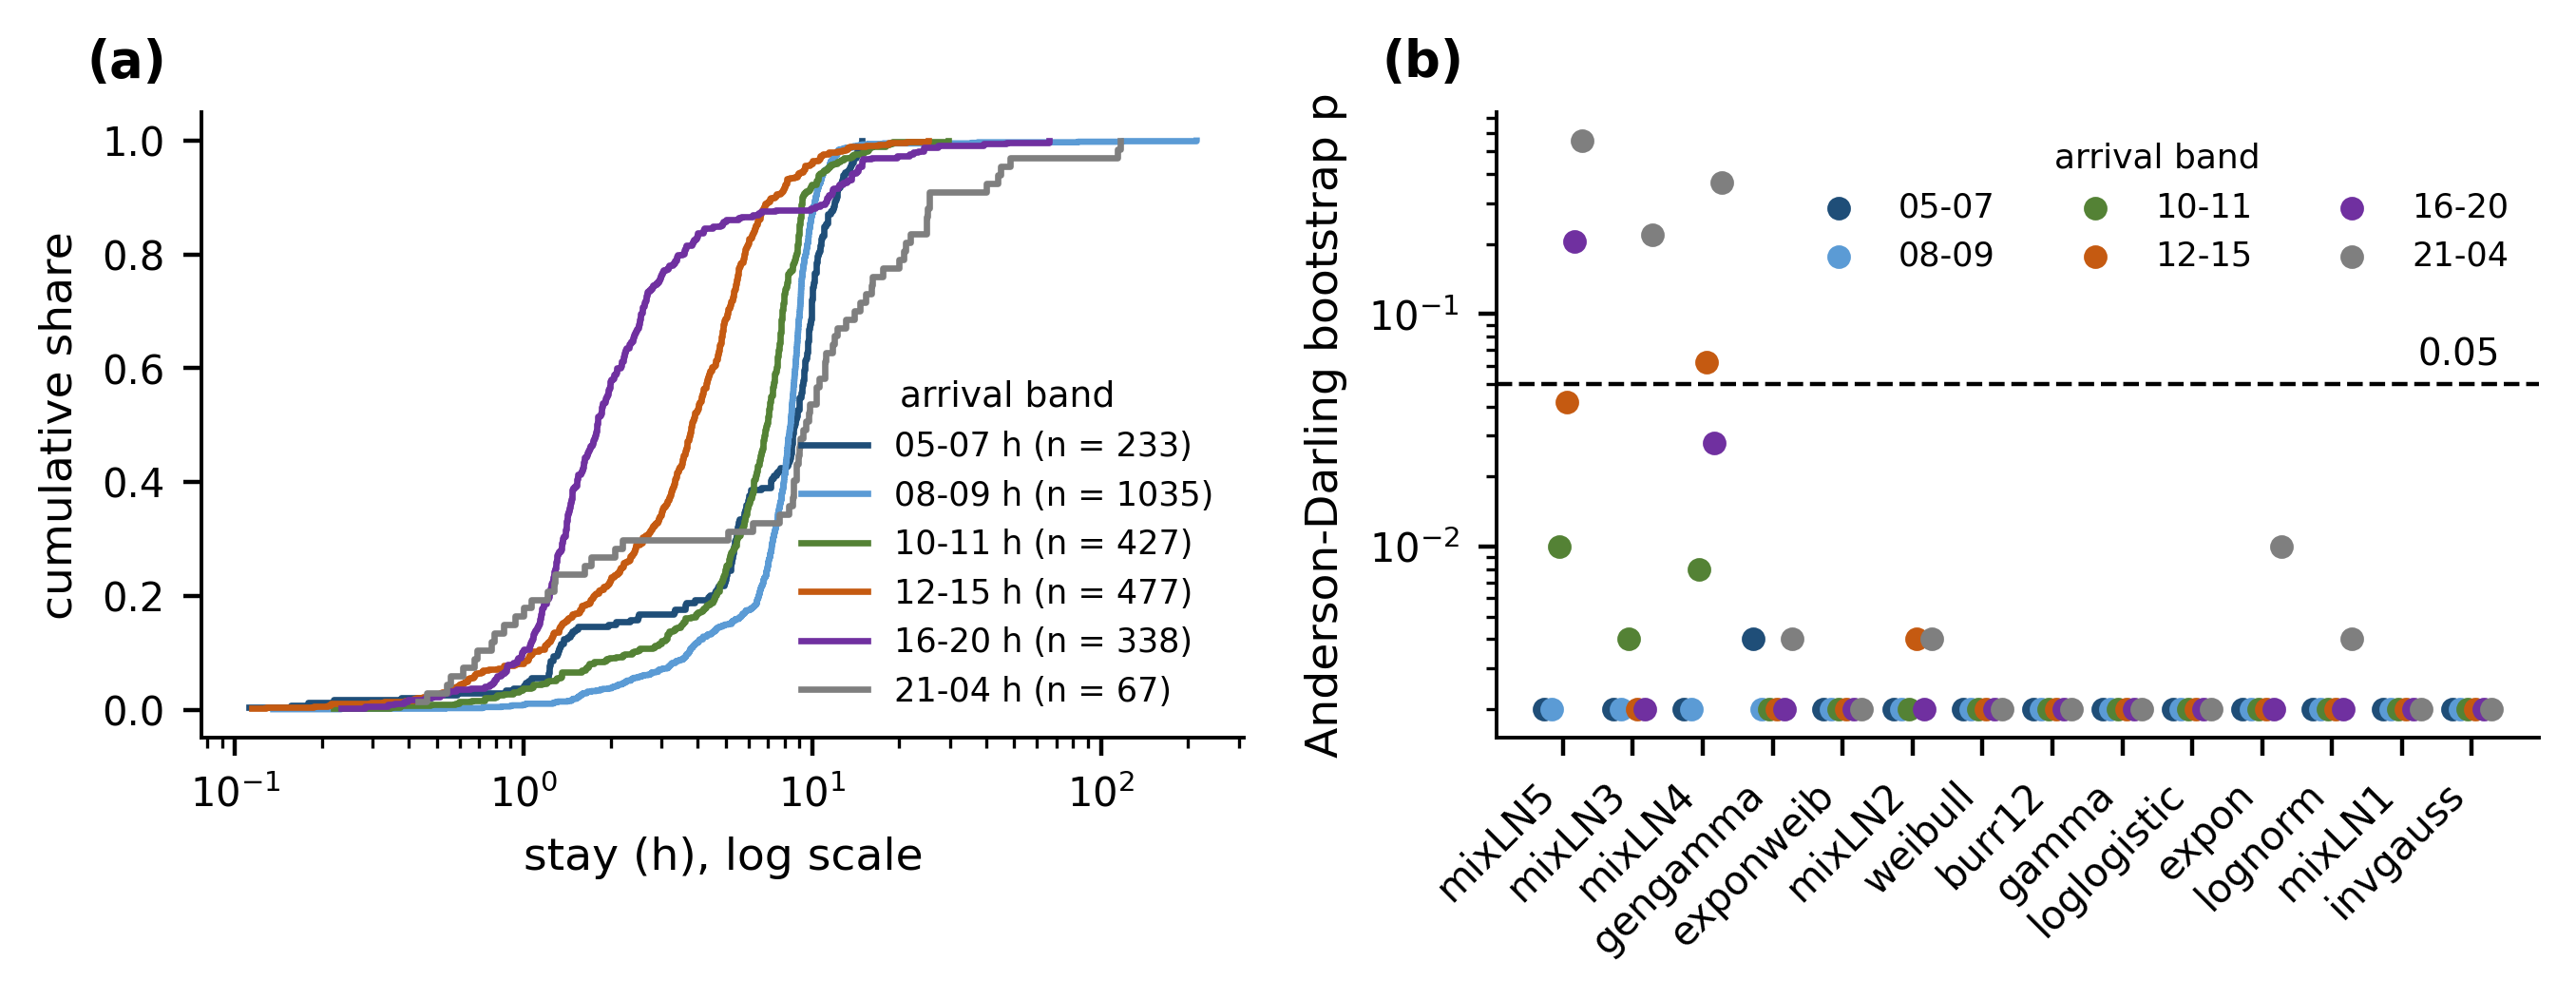 (a)
cumulative share
1.0
0.8
0.6
0.4
0.2
0.0
arrival band
05-07 h (n = 233)
08-09 h (n = 1035)
10-11 h (n = 427)
12-15 h (n = 477)
16-20 h (n = 338)
21-04 h (n = 67)
10⁻¹
10⁰
10¹
10²
stay (h), log scale
(b)
Anderson-Darling bootstrap p
10⁻¹
10⁻²
arrival band
05-07
08-09
10-11
12-15
16-20
21-04
0.05
mixLN5
mixLN3
mixLN4
gengamma
exponweib
mixLN2
weibull
burr12
gamma
loglogistic
expon
lognorm
mixLN1
invgauss